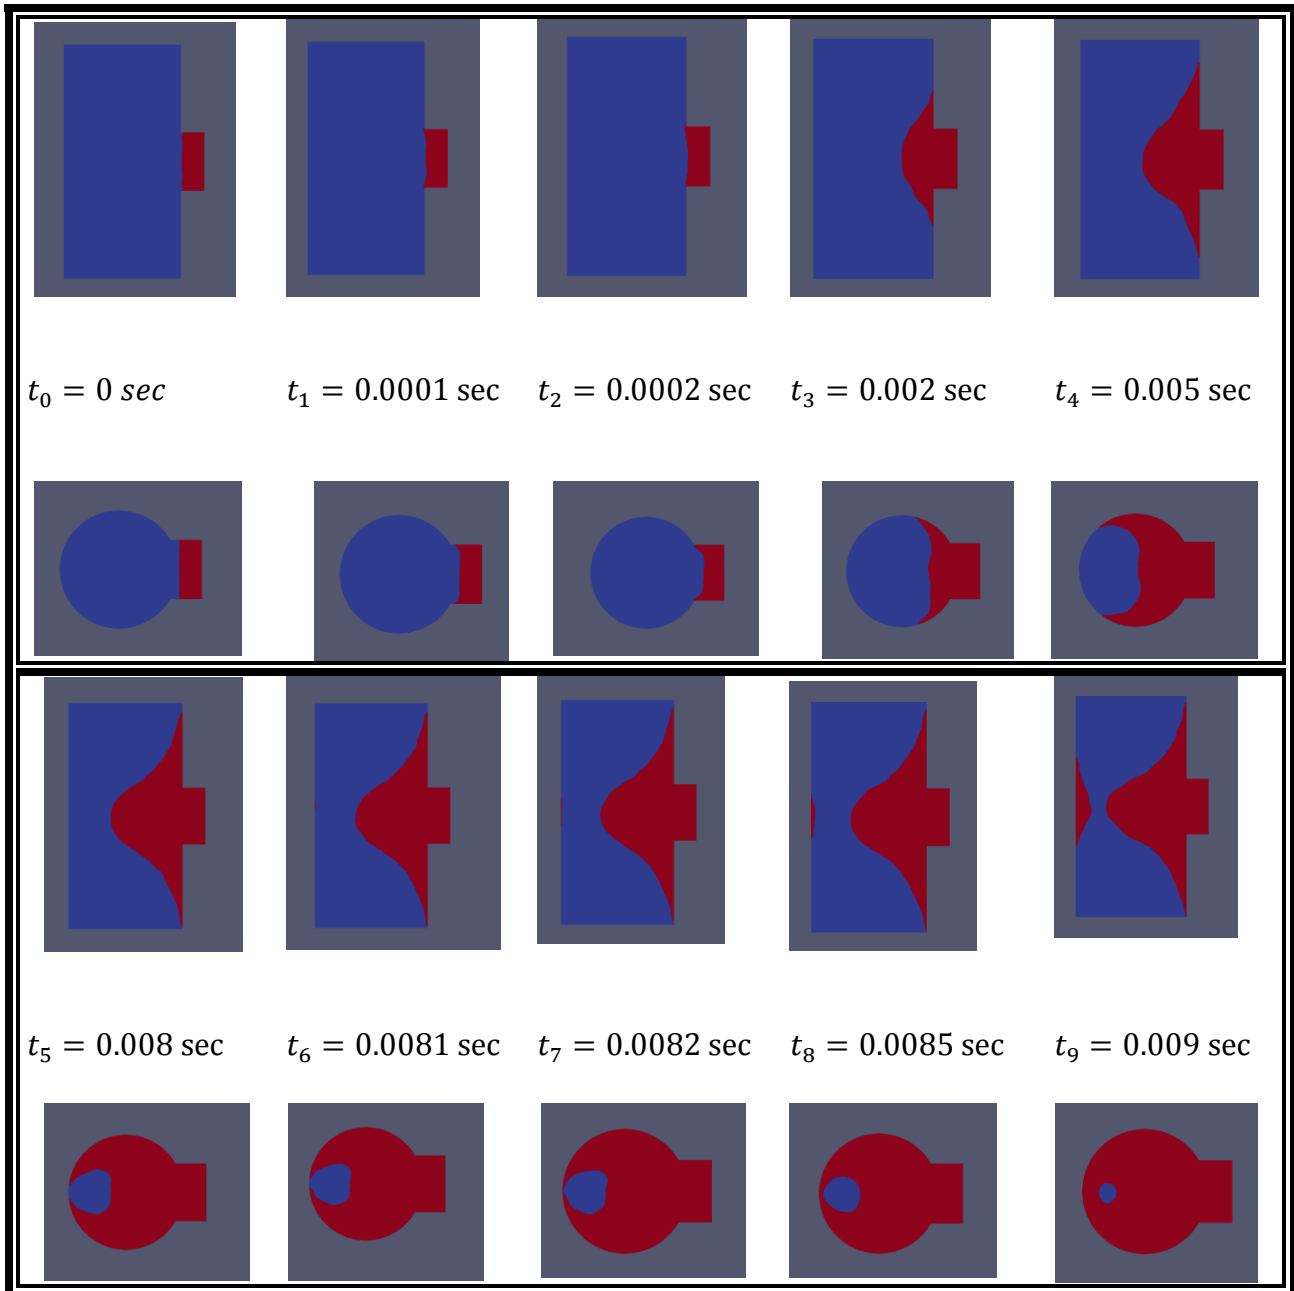 t₀ = 0 sec
t₁ = 0.0001 sec
t₂ = 0.0002 sec
t₃ = 0.002 sec
t₄ = 0.005 sec
t₅ = 0.008 sec
t₆ = 0.0081 sec
t₇ = 0.0082 sec
t₈ = 0.0085 sec
t₉ = 0.009 sec